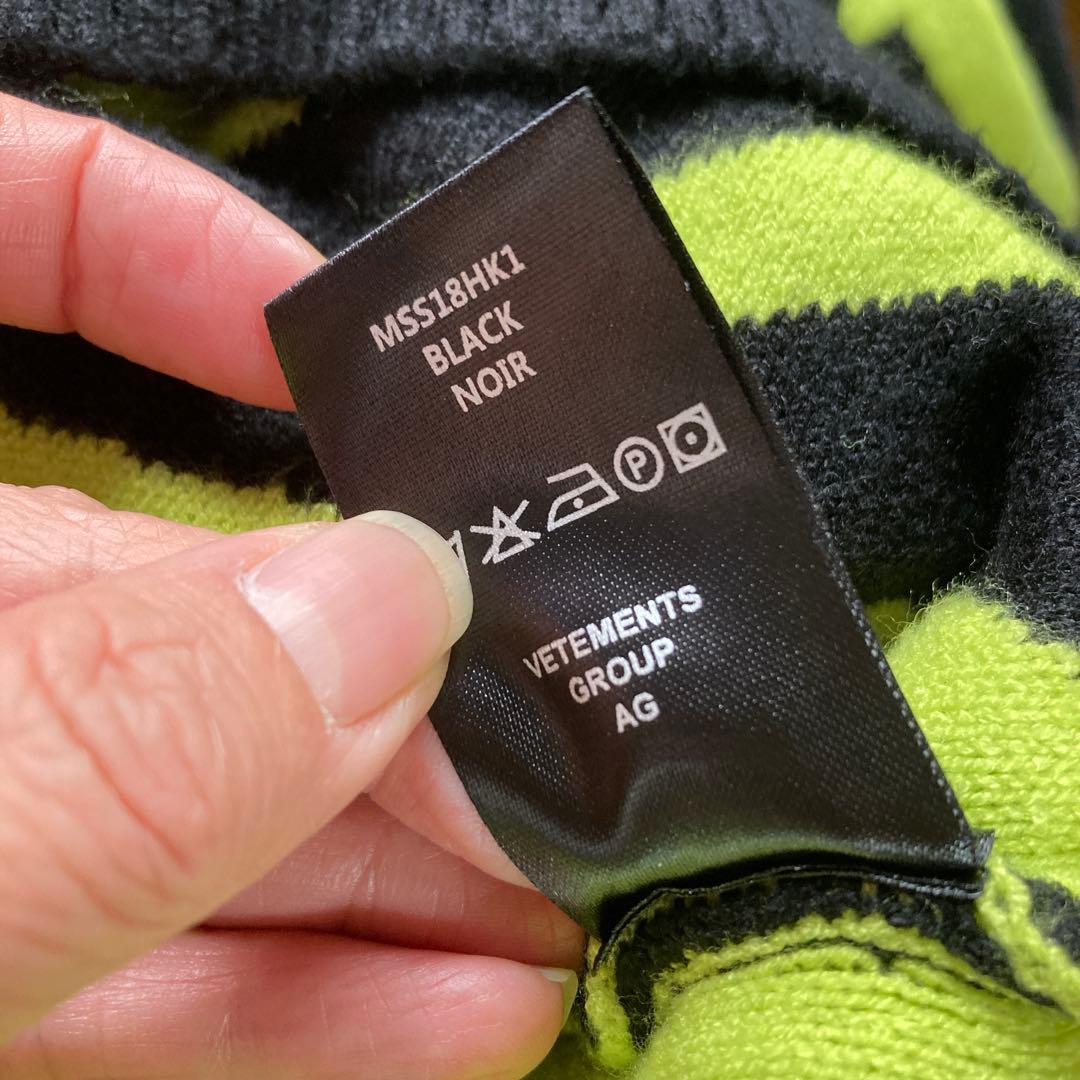 MSS18HK1
BLACK
NOIR
P
VETEMENTS
GROUP
AG